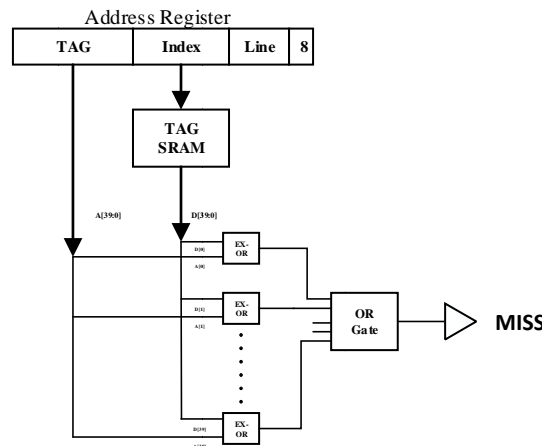 Address Register
TAG Index Line 8
TAG
SRAM
A[39:0] D[39:0]
D[0]
A[0]
EX-
OR
D[1]
A[1]
EX-
OR
OR
Gate
MISS
D[39]
EX-
OR